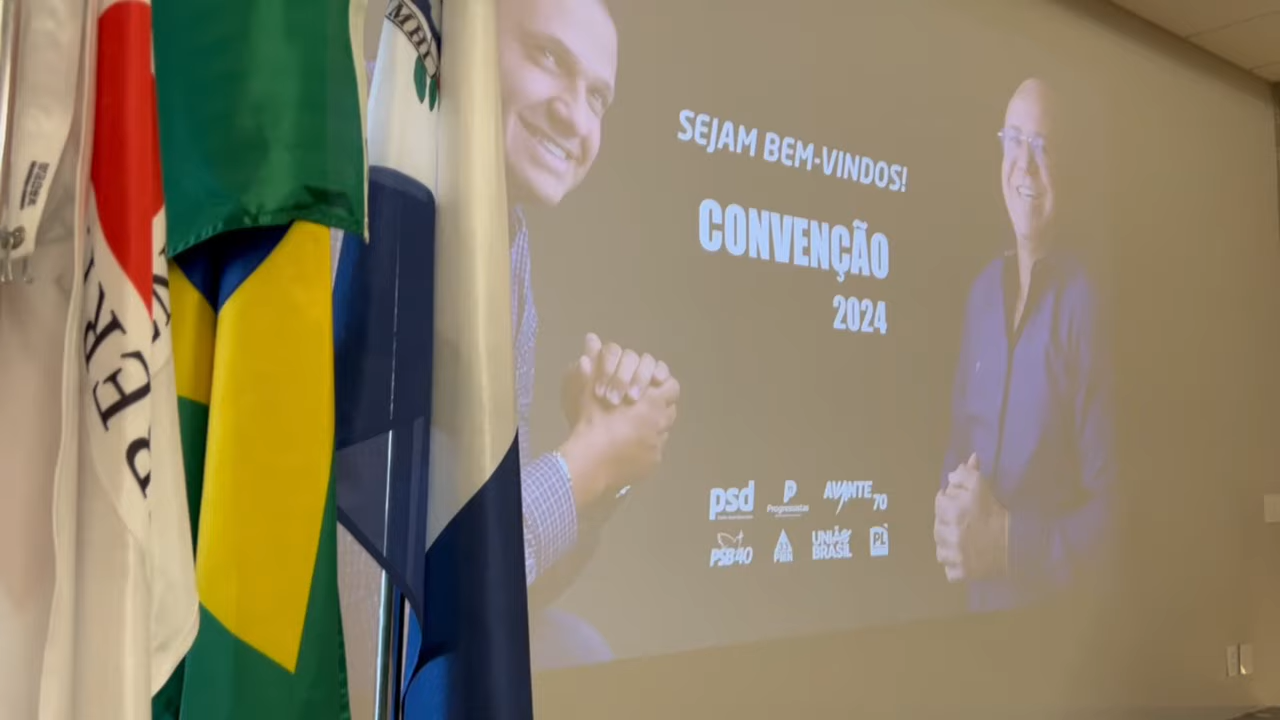 SEJAM BEM-VINDOS!
CONVENÇÃO
2024
psd
Progressistas
AVANTE 70
PSB 40
UNIÃO BRASIL
PL